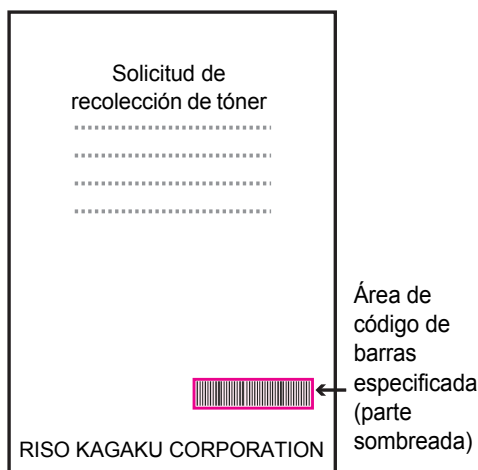 Solicitud de
recolección de tóner
Área de
código de
barras
especificada
(parte
sombreada)
RISO KAGAKU CORPORATION